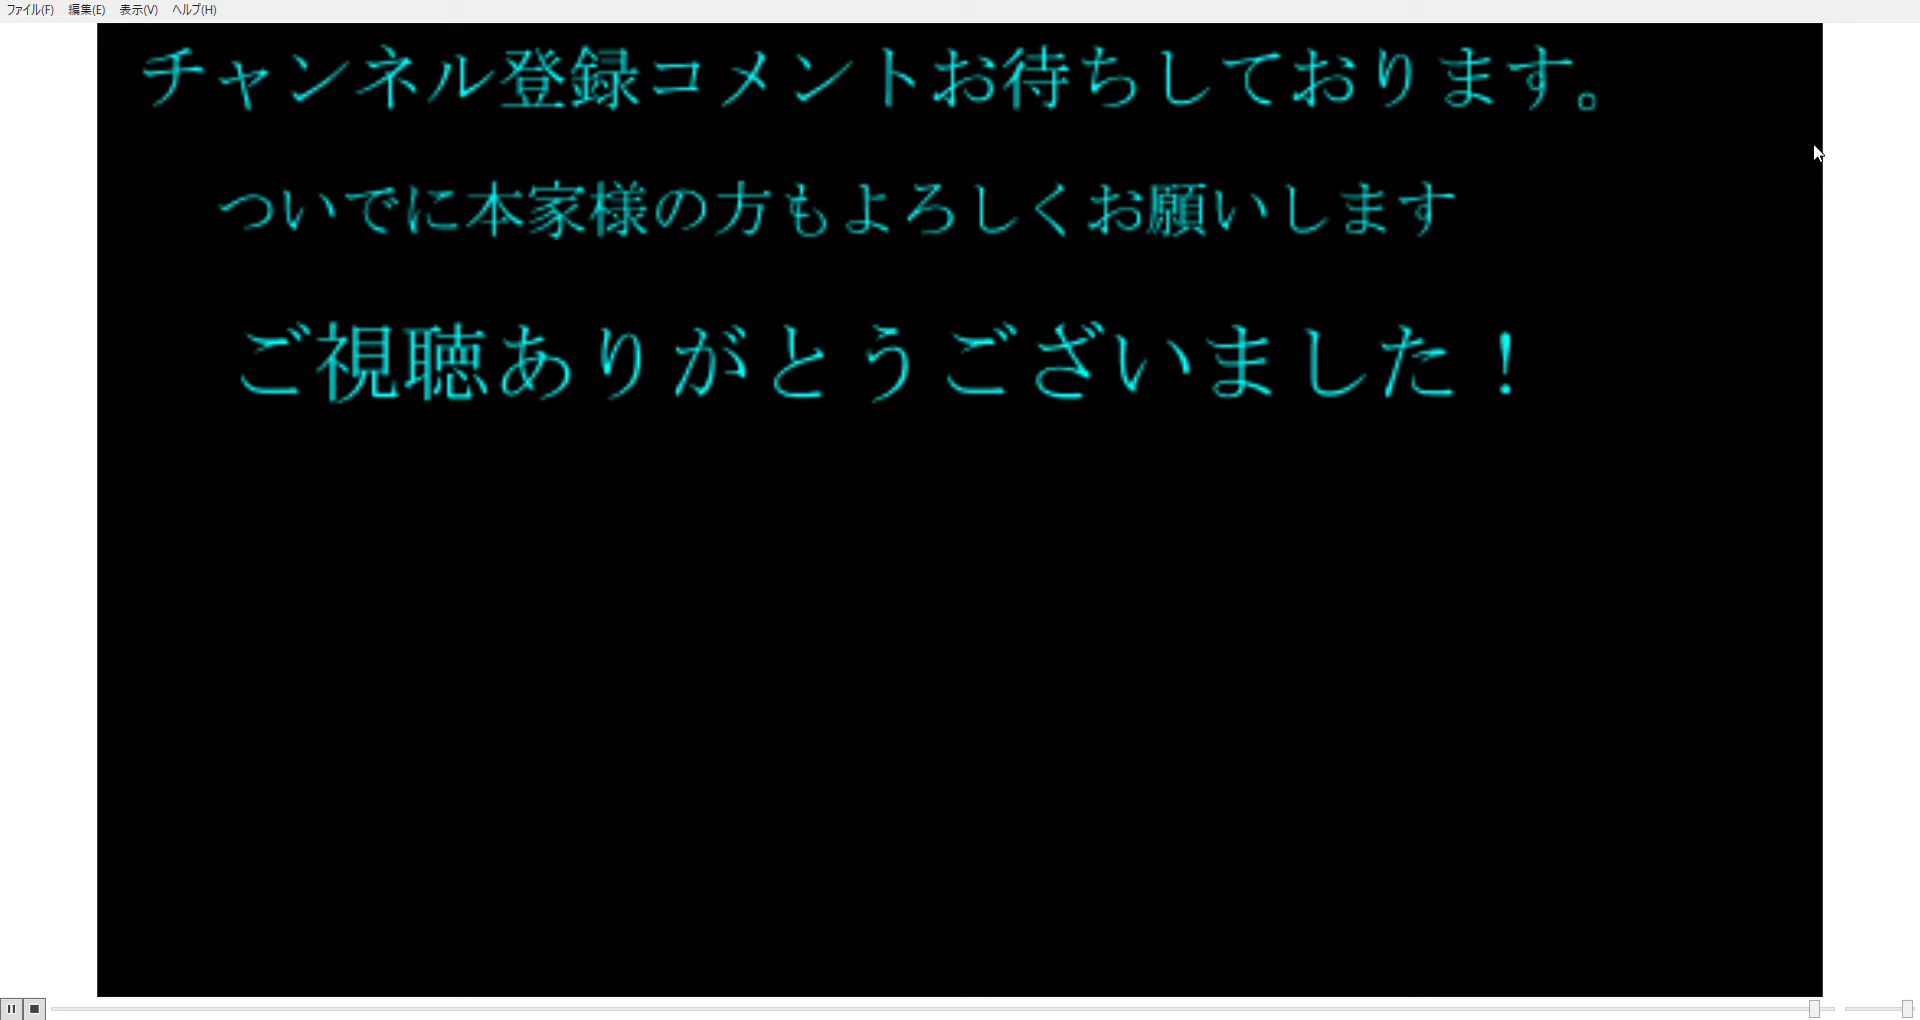 ファイル(F) 編集(E) 表示(V) ヘルプ(H)
チャンネル登録コメントお待ちしております。
ついでに本家様の方もよろしくお願いします
ご視聴ありがとうございました！